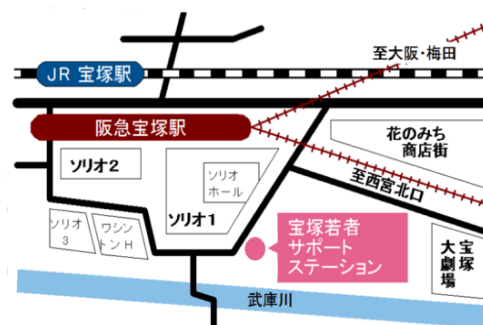 至大阪・梅田
JR 宝塚駅
阪急宝塚駅
花のみち
商店街
ソリオ2
ソリオ
ホール
至西宮北口
ソリオ1
ソリオ
3
ワシン
トンH
宝塚若者
サポート
ステーション
宝塚
大劇場
武庫川